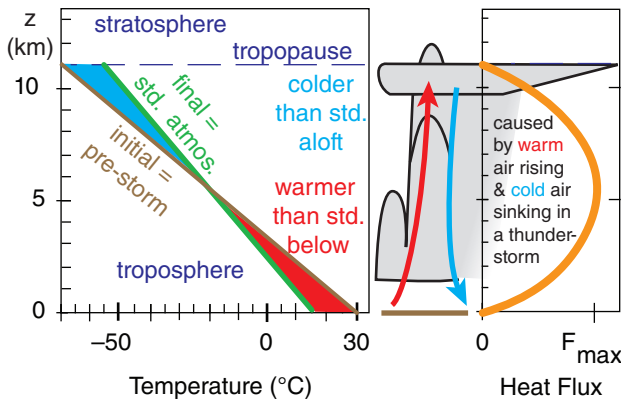 z
(km)
stratosphere
tropopause
10
5
0
final =
std. atmos.
initial =
pre-storm
colder
than std.
aloft
warmer
than std.
below
troposphere
–50
0
30
Temperature (°C)
caused
by warm
air rising
& cold air
sinking in
a thunder-
storm
0
Fmax
Heat Flux